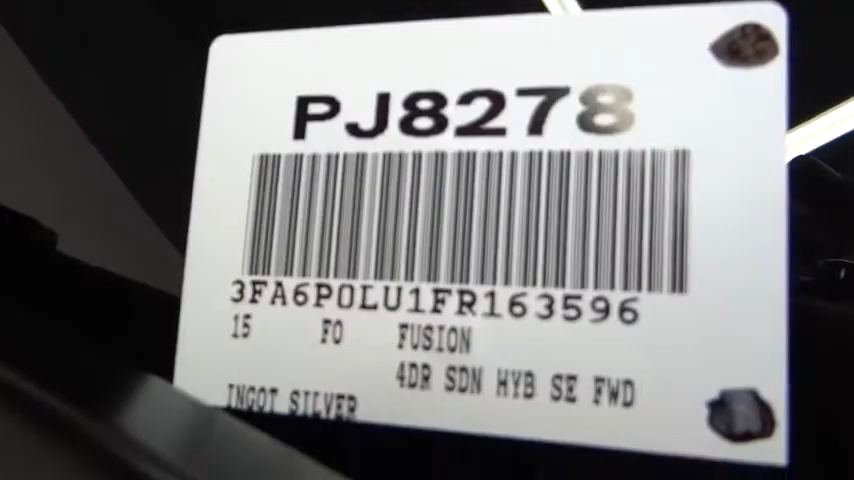 PJ8278
3FA6P0LU1FR163596
15 FO FUSION
4DR SDN HYB SE FWD
INGOT SILVER